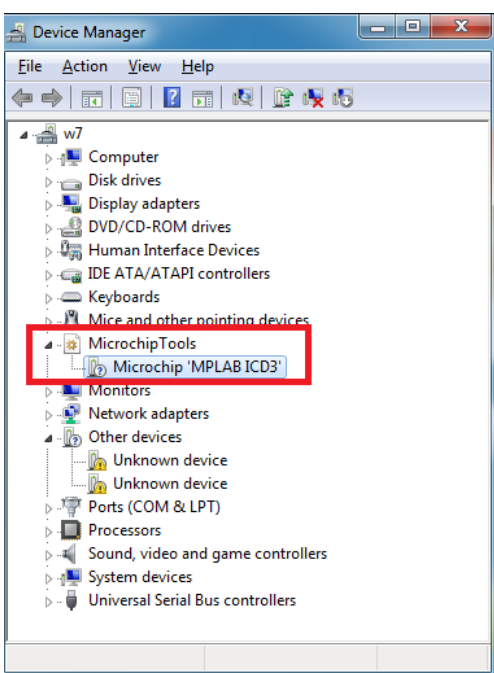 Device Manager
File Action View Help
w7
Computer
Disk drives
Display adapters
DVD/CD-ROM drives
Human Interface Devices
IDE ATA/ATAPI controllers
Keyboards
Mice and other pointing devices
MicrochipTools
Microchip 'MPLAB ICD3'
Monitors
Network adapters
Other devices
Unknown device
Unknown device
Ports (COM & LPT)
Processors
Sound, video and game controllers
System devices
Universal Serial Bus controllers